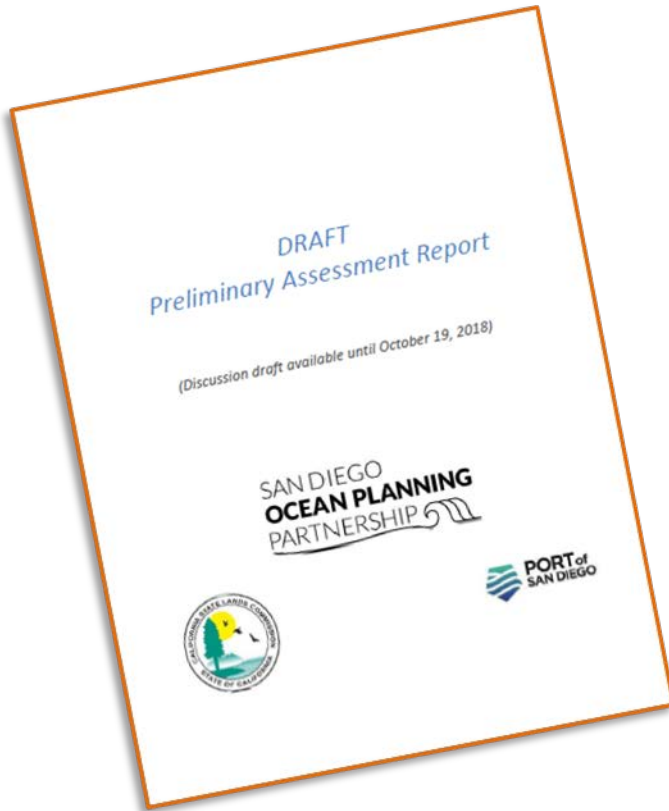 DRAFT
Preliminary Assessment Report
(Discussion draft available until October 19, 2018)
SAN DIEGO
OCEAN PLANNING
PARTNERSHIP
PORT of
SAN DIEGO
CALIFORNIA STATE LANDS COMMISSION
STATE OF CALIFORNIA